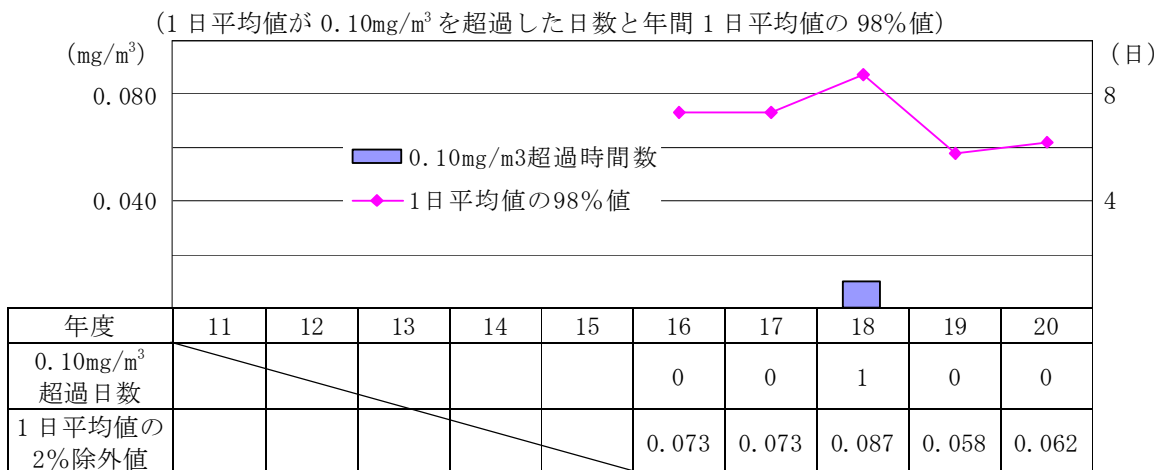 (1日平均値が 0.10mg/m³を超過した日数と年間1日平均値の 98％値)
(mg/m³) (日)
0.080 8
0.10mg/m3超過時間数
0.040 1日平均値の98％値 4
年度 11 12 13 14 15 16 17 18 19 20
0.10mg/m³
超過日数 0 0 1 0 0
1日平均値の
2％除外値 0.073 0.073 0.087 0.058 0.062